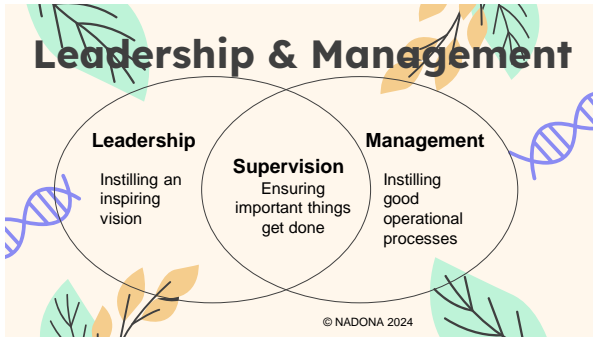 Leadership & Management
Leadership
Instilling an
inspiring
vision
Supervision
Ensuring
important things
get done
Management
Instilling
good
operational
processes
© NADONA 2024